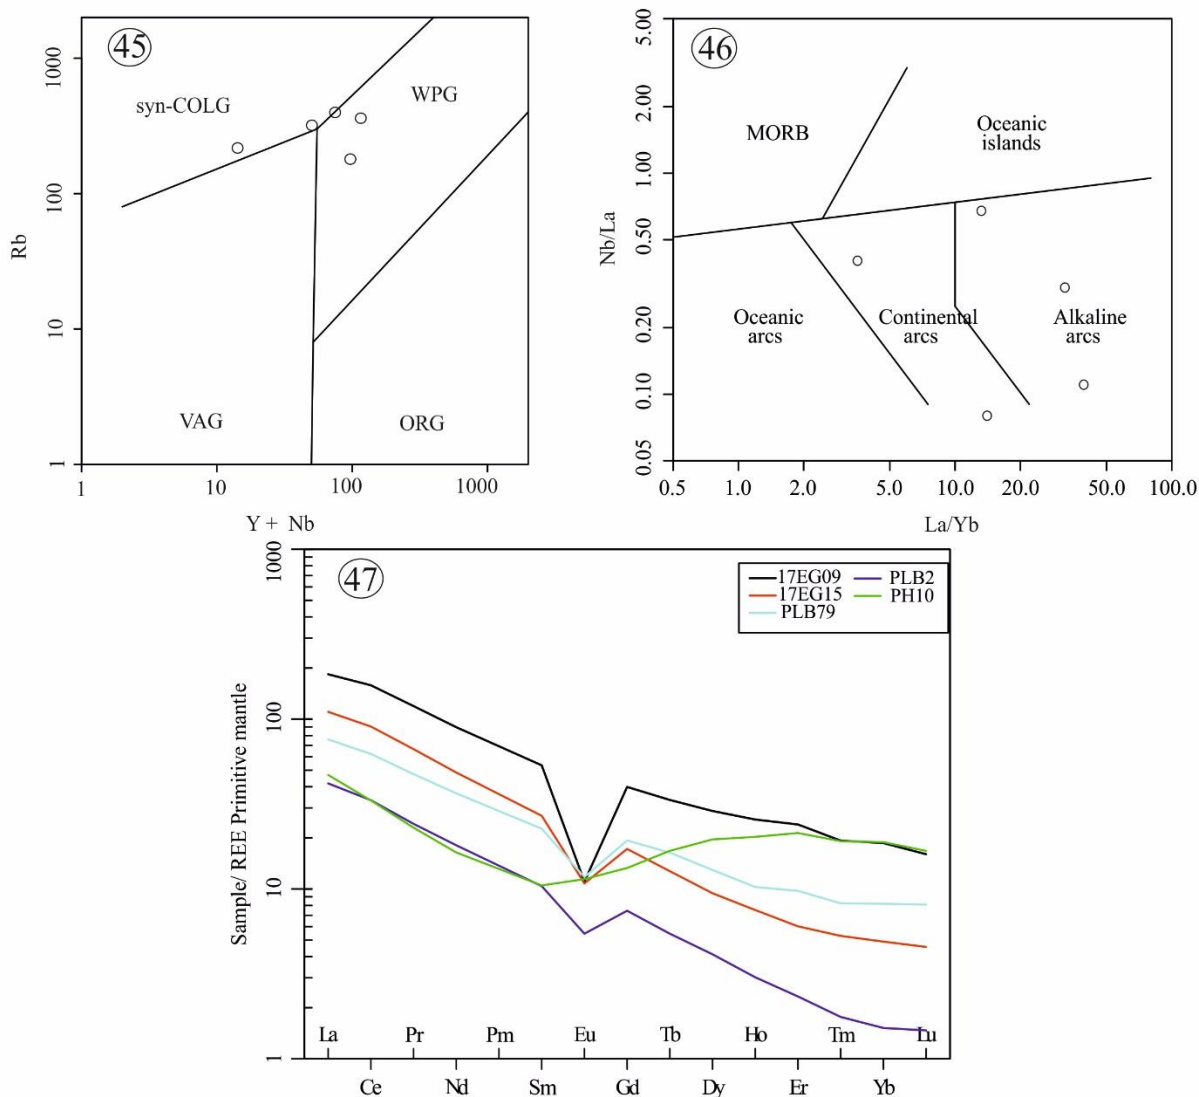 45
syn-COLG
WPG
VAG
ORG
Rb
1000
100
10
1
1 10 100 1000
Y + Nb
46
MORB
Oceanic
islands
Oceanic
arcs
Continental
arcs
Alkaline
arcs
Nb/La
5.00
2.00
1.00
0.50
0.20
0.10
0.05
0.5 1.0 2.0 5.0 10.0 20.0 50.0 100.0
La/Yb
47
17EG09 PLB2
17EG15 PH10
PLB79
Sample/ REE Primitive mantle
1000
100
10
1
La Pr Pm Eu Tb Ho Tm Lu
Ce Nd Sm Gd Dy Er Yb